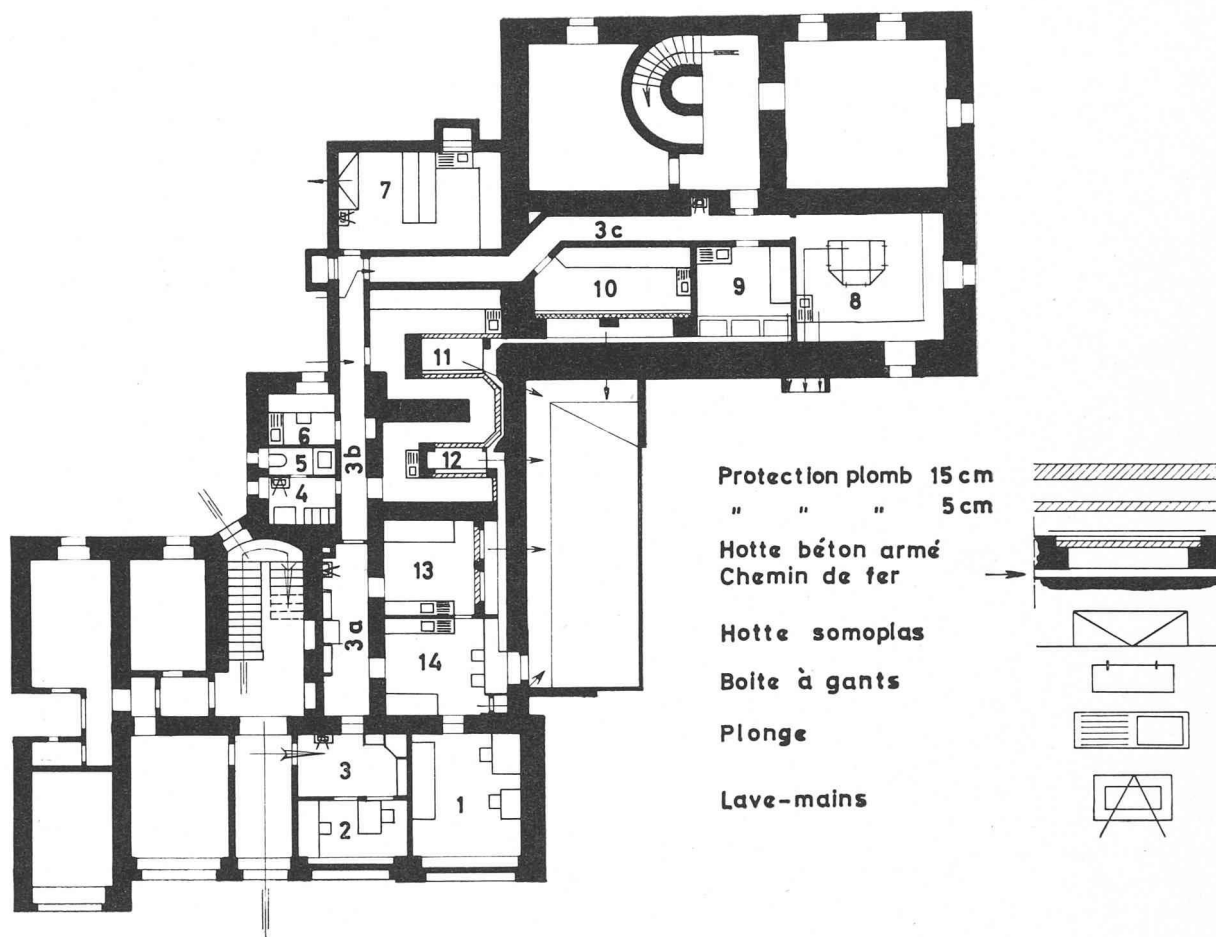 7
3c
10
9
8
11
6
5
3b
4
12
13
3a
14
3
2
1
Protection plomb 15 cm
" " " 5 cm
Hotte béton armé
Chemin de fer
Hotte somoplas
Boite à gants
Plonge
Lave-mains